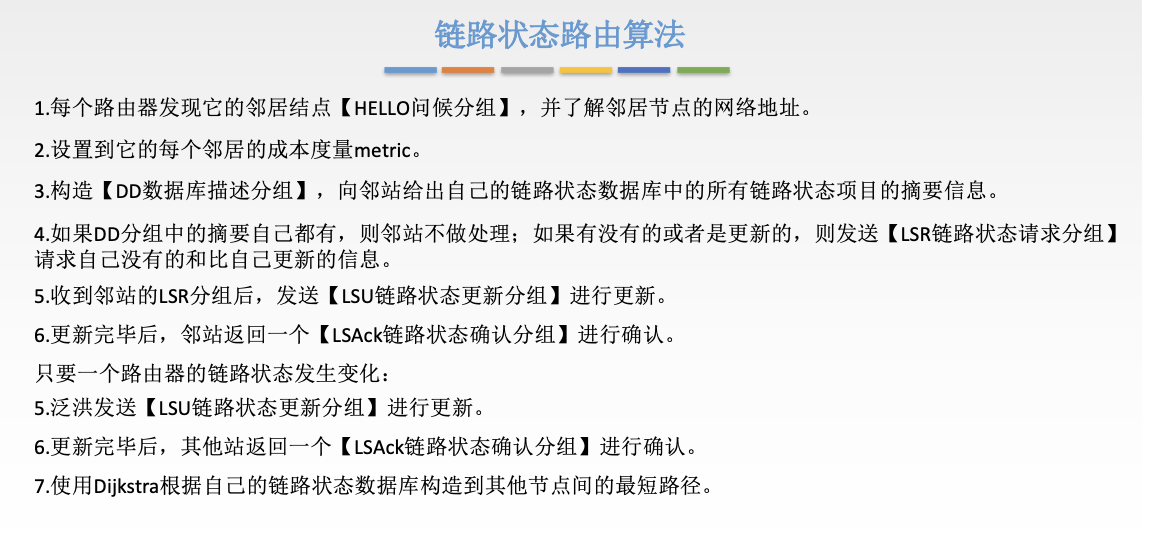 链路状态路由算法
1.每个路由器发现它的邻居结点【HELLO问候分组】，并了解邻居节点的网络地址。
2.设置到它的每个邻居的成本度量metric。
3.构造【DD数据库描述分组】，向邻站给出自己的链路状态数据库中的所有链路状态项目的摘要信息。
4.如果DD分组中的摘要自己都有，则邻站不做处理；如果有没有的或者是更新的，则发送【LSR链路状态请求分组】
请求自己没有的和比自己更新的信息。
5.收到邻站的LSR分组后，发送【LSU链路状态更新分组】进行更新。
6.更新完毕后，邻站返回一个【LSAck链路状态确认分组】进行确认。
只要一个路由器的链路状态发生变化：
5.泛洪发送【LSU链路状态更新分组】进行更新。
6.更新完毕后，其他站返回一个【LSAck链路状态确认分组】进行确认。
7.使用Dijkstra根据自己的链路状态数据库构造到其他节点间的最短路径。